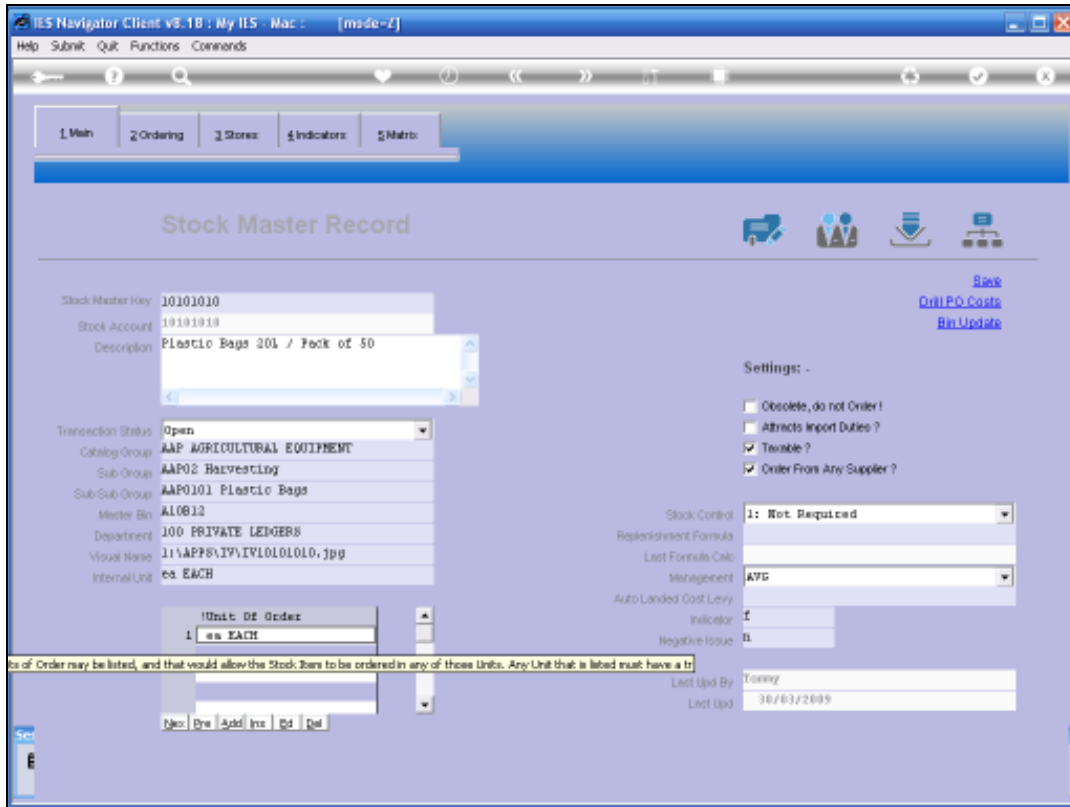 IES Navigator Client v8.1B : My IES - Mac : [mode=Z]
Help Submit Quit Functions Commands
1 Main 2 Ordering 3 Stores 4 Indicators 5 Matrix
Stock Master Record
Save
Drill PO Costs
Bin Update
Stock Master Key 10101010
Stock Account 10101010
Description Plastic Bags 20L / Pack of 50
Settings: -
Obsolete, do not Order !
Attracts Import Duties ?
Taxable ?
Order From Any Supplier ?
Transaction Status Open
Catalog Group AAP AGRICULTURAL EQUIPMENT
Sub Group AAP02 Harvesting
Sub Sub Group AAP0101 Plastic Bags
Master Bin A10B12
Department 100 PRIVATE LEDGERS
Visual Name 1:\APPS\IV\IV10101010.jpg
Internal Unit ea EACH
Stock Control 1: Not Required
Replenishment Formula
Last Formula Calc
Management AVG
Auto Landed Cost Levy
Indicator f
Negative Issue n
!Unit Of Order
1 ea EACH
ts of Order may be listed, and that would allow the Stock Item to be ordered in any of those Units. Any Unit that is listed must have a tr
Last Upd By Tommy
Last Upd 30/03/2009
Nex Pre Add Ins Ed Del
Se